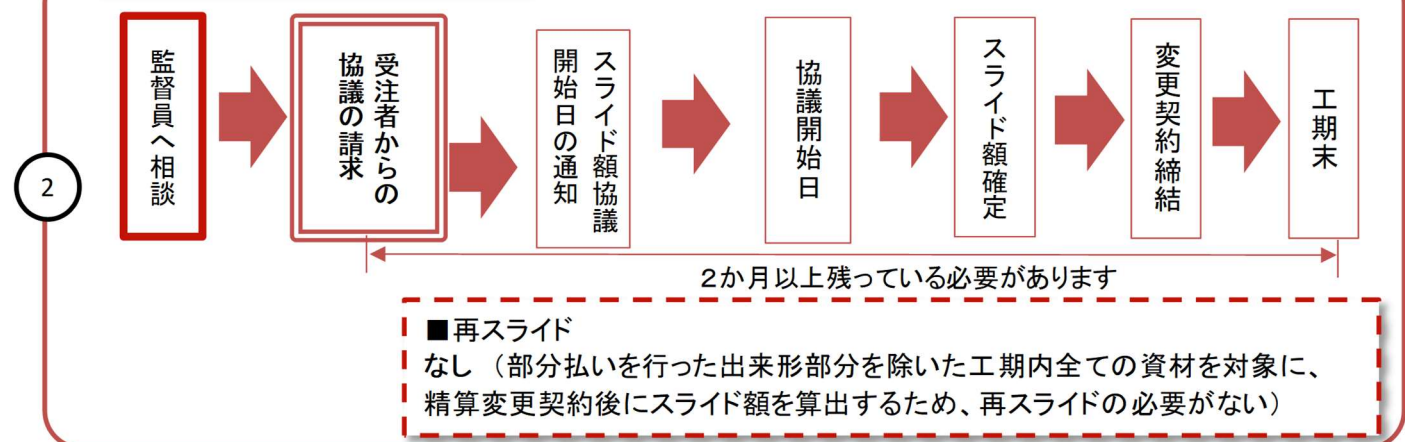 2
監督員へ相談
受注者からの
協議の請求
スライド額協議
開始日の通知
協議開始日
スライド額確定
変更契約締結
工期末
2か月以上残っている必要があります
■再スライド
なし (部分払いを行った出来形部分を除いた工期内全ての資材を対象に、
精算変更契約後にスライド額を算出するため、再スライドの必要がない)